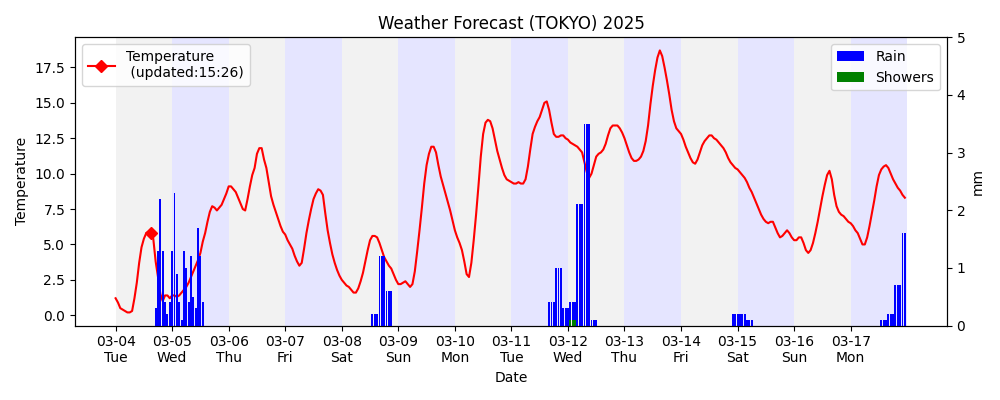 Weather Forecast (TOKYO) 2025
Temperature
(updated:15:26)
Rain
Showers
Temperature
17.5
15.0
12.5
10.0
7.5
5.0
2.5
0.0
5
4
3
2
1
0
mm
03-04 03-05 03-06 03-07 03-08 03-09 03-10 03-11 03-12 03-13 03-14 03-15 03-16 03-17
Tue Wed Thu Fri Sat Sun Mon Tue Wed Thu Fri Sat Sun Mon
Date